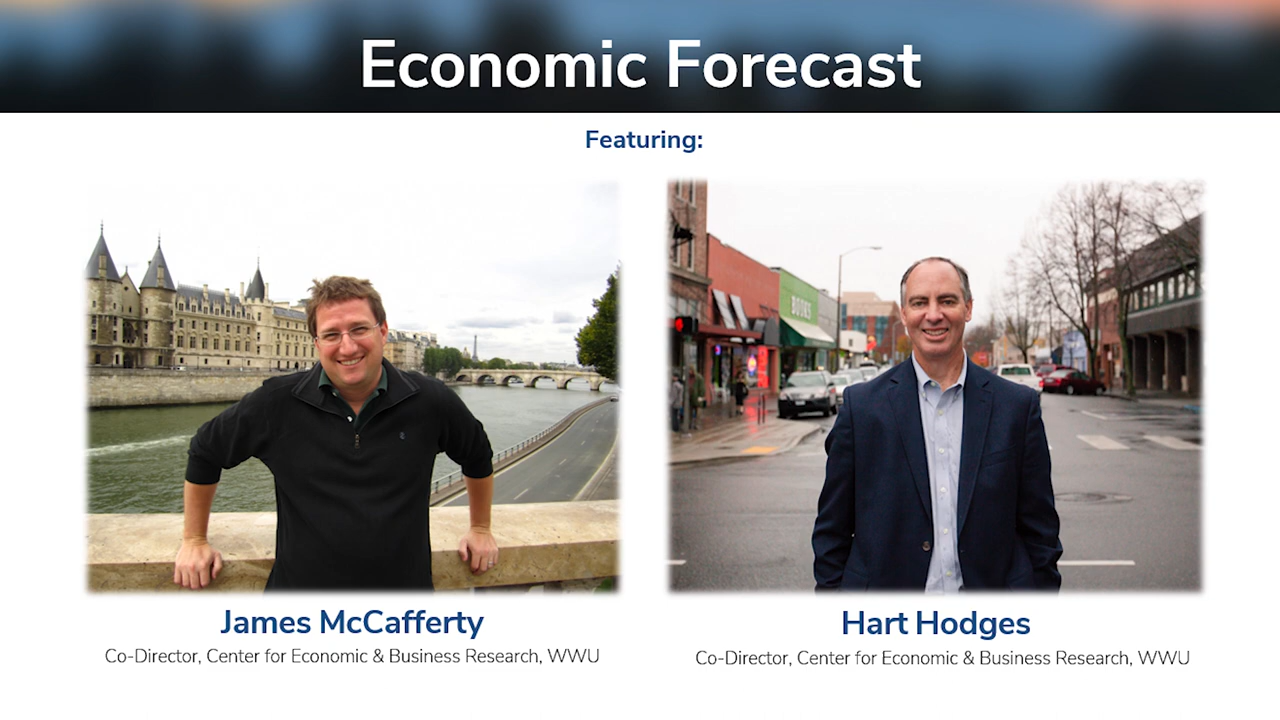 Economic Forecast
Featuring:
BOOKS
James McCafferty
Hart Hodges
Co-Director, Center for Economic & Business Research, WWU
Co-Director, Center for Economic & Business Research, WWU